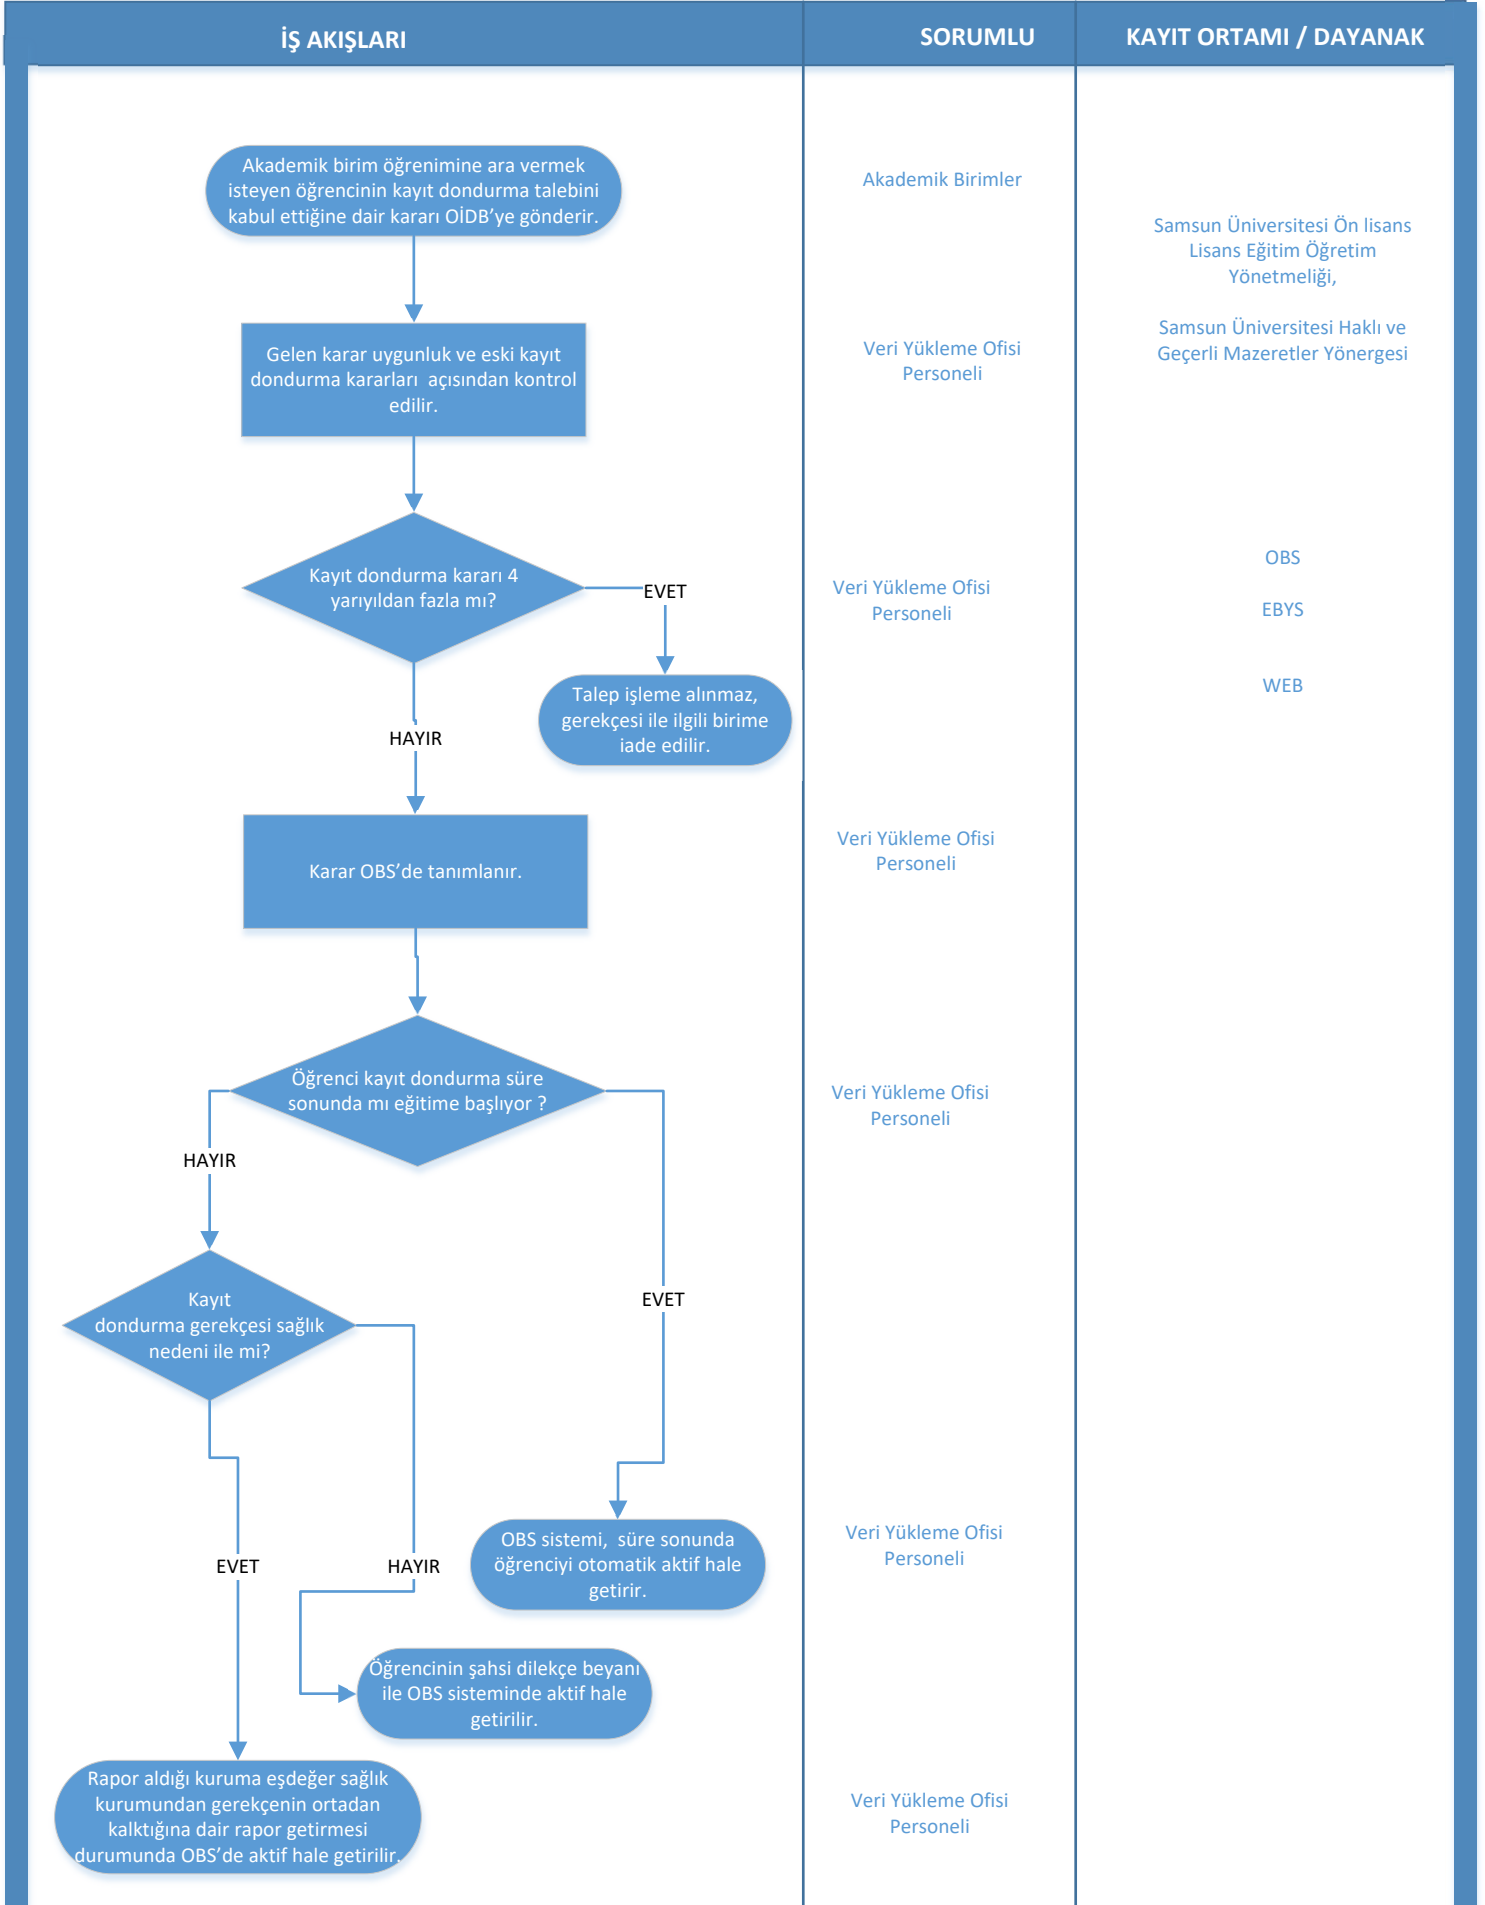 İŞ AKIŞLARI
SORUMLU
KAYIT ORTAMI / DAYANAK
Akademik birim öğrenimine ara vermek
isteyen öğrencinin kayıt dondurma talebini
kabul ettiğine dair kararı OİDB’ye gönderir.
Akademik Birimler
Samsun Üniversitesi Ön lisans
Lisans Eğitim Öğretim
Yönetmeliği,
Samsun Üniversitesi Haklı ve
Geçerli Mazeretler Yönergesi
Gelen karar uygunluk ve eski kayıt
dondurma kararları  açısından kontrol
edilir.
Veri Yükleme Ofisi
Personeli
Kayıt dondurma kararı 4
yarıyıldan fazla mı?
EVET
Veri Yükleme Ofisi
Personeli
OBS
EBYS
WEB
Talep işleme alınmaz,
gerekçesi ile ilgili birime
iade edilir.
HAYIR
Karar OBS’de tanımlanır.
Veri Yükleme Ofisi
Personeli
Öğrenci kayıt dondurma süre
sonunda mı eğitime başlıyor ?
Veri Yükleme Ofisi
Personeli
HAYIR
EVET
Kayıt
dondurma gerekçesi sağlık
nedeni ile mi?
EVET
HAYIR
OBS sistemi,  süre sonunda
öğrenciyi otomatik aktif hale
getirir.
Veri Yükleme Ofisi
Personeli
Öğrencinin şahsi dilekçe beyanı
ile OBS sisteminde aktif hale
getirilir.
Rapor aldığı kuruma eşdeğer sağlık
kurumundan gerekçenin ortadan
kalktığına dair rapor getirmesi
durumunda OBS’de aktif hale getirilir.
Veri Yükleme Ofisi
Personeli